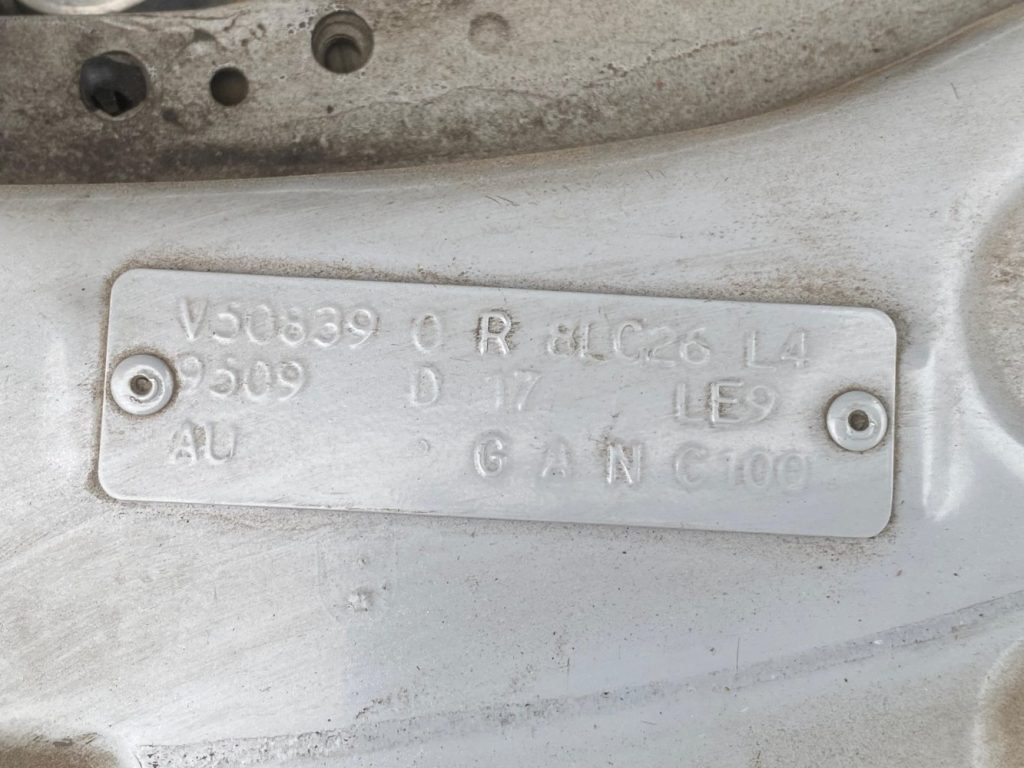 V50839 0 R 8LC26 L4
9509 D 17 LE9
AU G A N C100